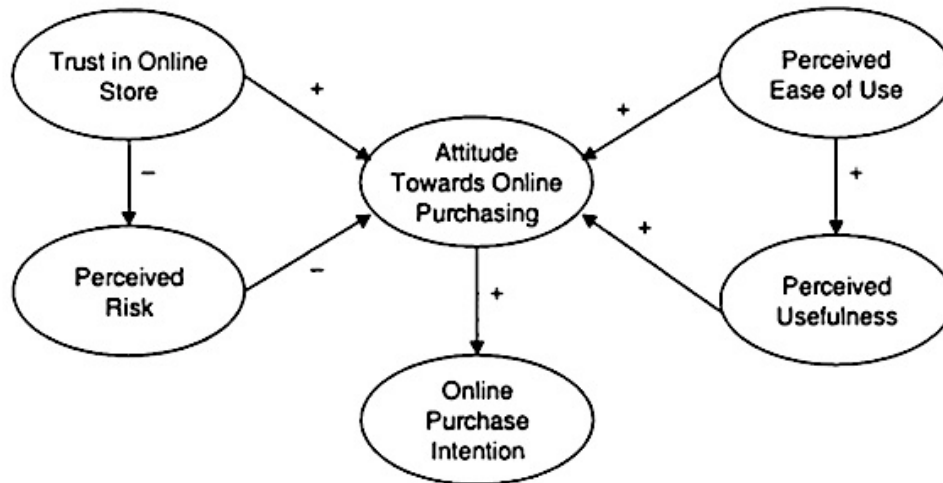 Trust in Online
Store
+
−
Perceived
Risk
−
Attitude
Towards Online
Purchasing
+
Online
Purchase
Intention
Perceived
Ease of Use
+
+
Perceived
Usefulness
+